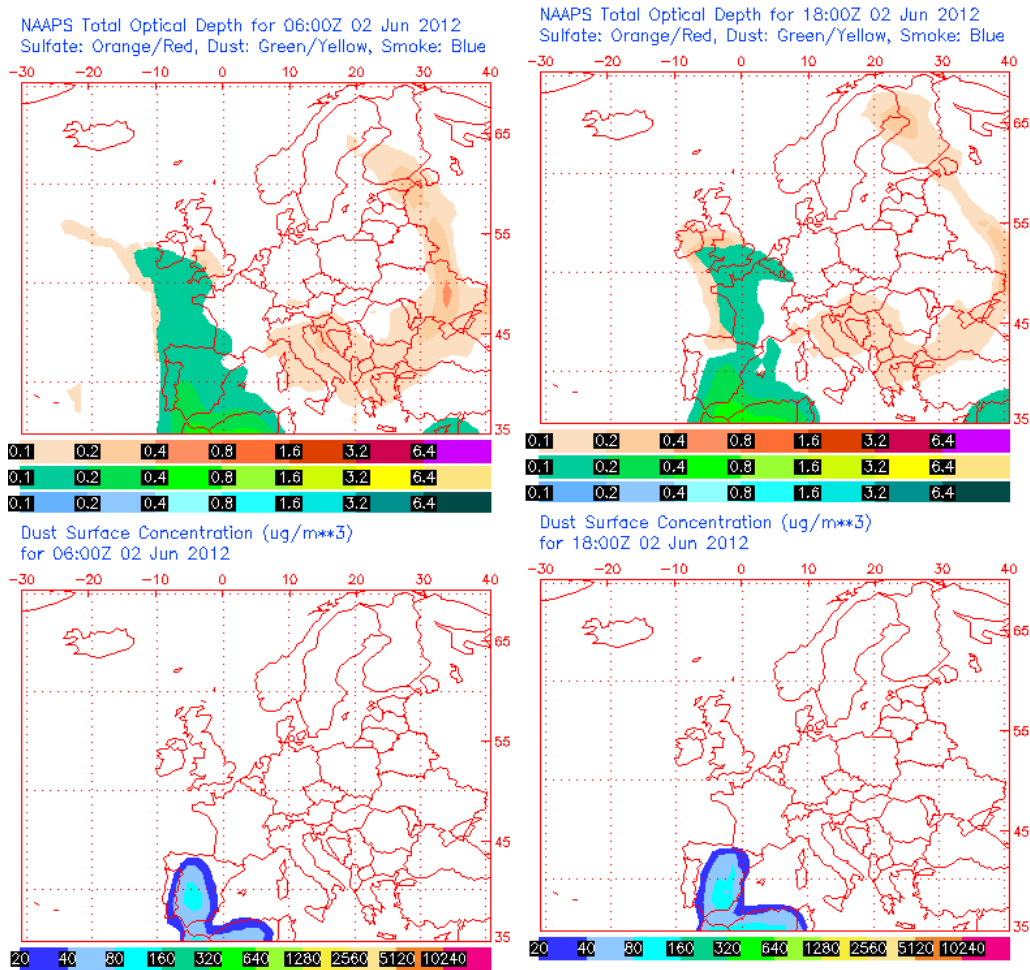 NAAPS Total Optical Depth for 06:00Z 02 Jun 2012
Sulfate: Orange/Red, Dust: Green/Yellow, Smoke: Blue
-30 -20 -10 0 10 20 30 40
65
55
45
35
0.1 0.2 0.4 0.8 1.6 3.2 6.4
0.1 0.2 0.4 0.8 1.6 3.2 6.4
0.1 0.2 0.4 0.8 1.6 3.2 6.4
NAAPS Total Optical Depth for 18:00Z 02 Jun 2012
Sulfate: Orange/Red, Dust: Green/Yellow, Smoke: Blue
-30 -20 -10 0 10 20 30 40
65
55
45
35
0.1 0.2 0.4 0.8 1.6 3.2 6.4
0.1 0.2 0.4 0.8 1.6 3.2 6.4
0.1 0.2 0.4 0.8 1.6 3.2 6.4
Dust Surface Concentration (ug/m**3)
for 06:00Z 02 Jun 2012
-30 -20 -10 0 10 20 30 40
65
55
45
35
20 40 80 160 320 640 1280 2560 5120 10240
Dust Surface Concentration (ug/m**3)
for 18:00Z 02 Jun 2012
-30 -20 -10 0 10 20 30 40
65
55
45
35
20 40 80 160 320 640 1280 2560 5120 10240